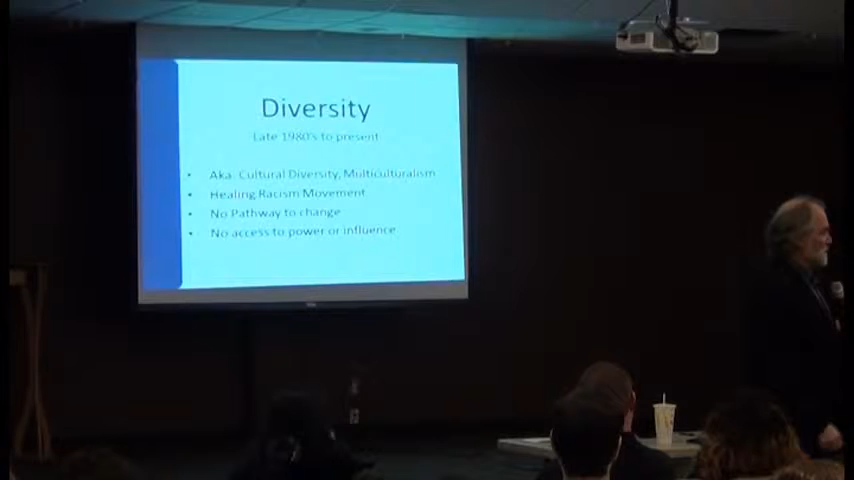 Diversity
Late 1980's to present
• Aka: Cultural Diversity, Multiculturalism
• Healing Racism Movement
• No Pathway to change
• No access to power or influence